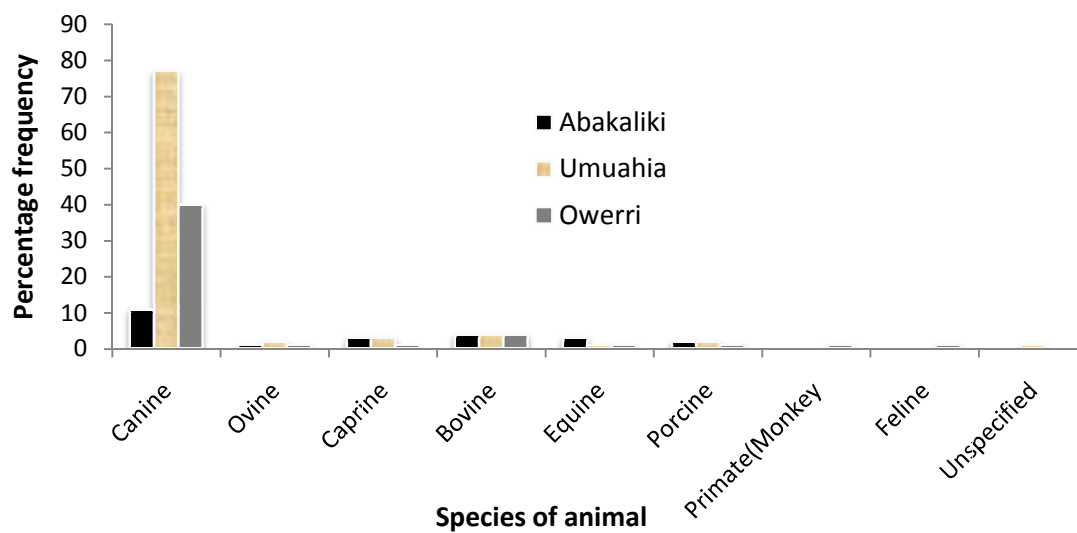 Percentage frequency
90
80
70
60
50
40
30
20
10
0
Abakaliki
Umuahia
Owerri
Canine
Ovine
Caprine
Bovine
Equine
Porcine
Primate(Monkey
Feline
Unspecified
Species of animal